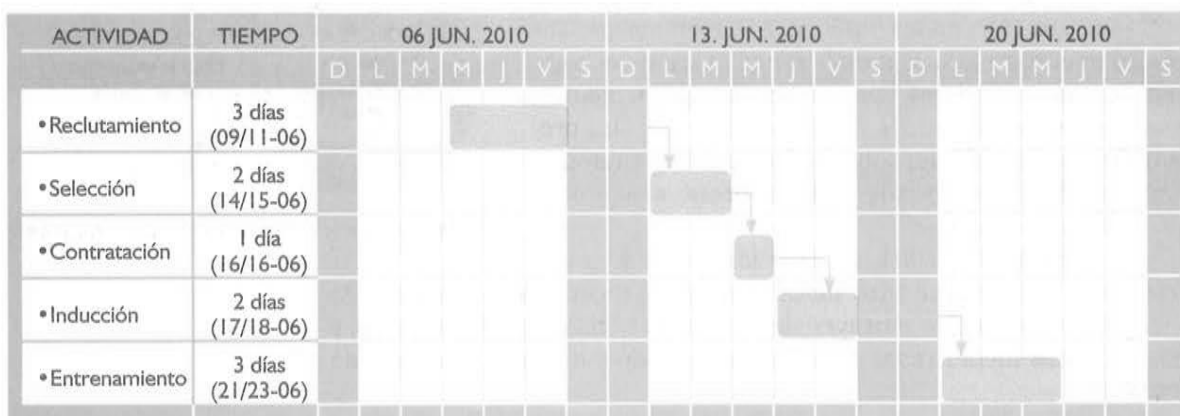 ACTIVIDAD TIEMPO 06 JUN. 2010 13. JUN. 2010 20 JUN. 2010
D L M M J V S D L M M J V S D L M M J V S
• Reclutamiento 3 días
(09/11-06)
• Selección 2 días
(14/15-06)
• Contratación 1 día
(16/16-06)
• Inducción 2 días
(17/18-06)
• Entrenamiento 3 días
(21/23-06)